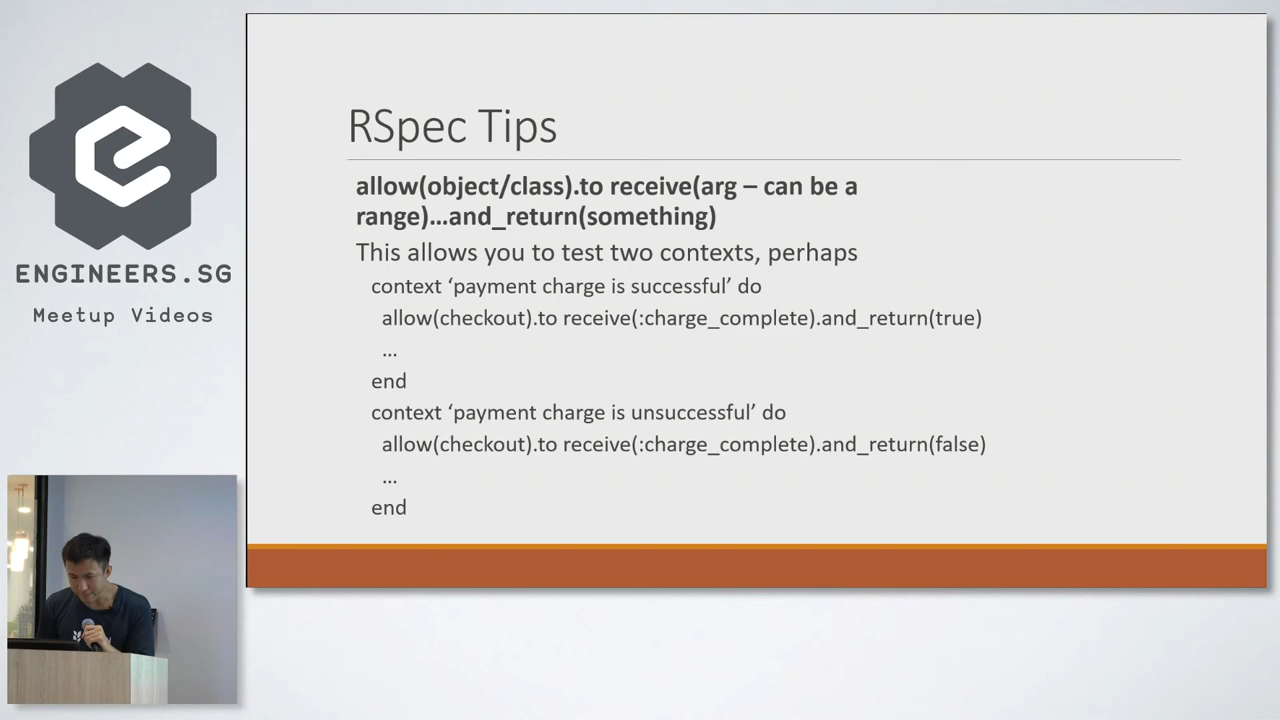 ENGINEERS.SG
Meetup Videos
RSpec Tips
allow(object/class).to receive(arg – can be a
range)…and_return(something)
This allows you to test two contexts, perhaps
context ‘payment charge is successful’ do
allow(checkout).to receive(:charge_complete).and_return(true)
…
end
context ‘payment charge is unsuccessful’ do
allow(checkout).to receive(:charge_complete).and_return(false)
…
end